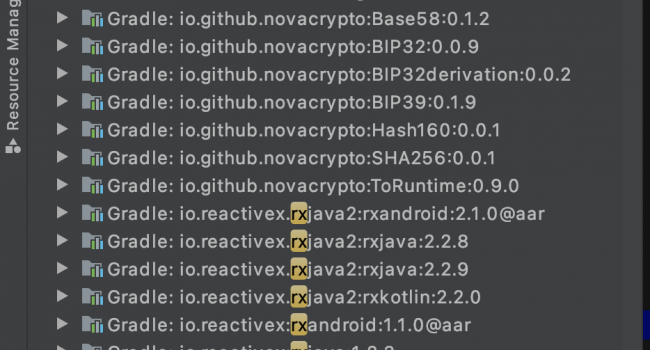 Resource Manag
Gradle: io.github.novacrypto:Base58:0.1.2
Gradle: io.github.novacrypto:BIP32:0.0.9
Gradle: io.github.novacrypto:BIP32derivation:0.0.2
Gradle: io.github.novacrypto:BIP39:0.1.9
Gradle: io.github.novacrypto:Hash160:0.0.1
Gradle: io.github.novacrypto:SHA256:0.0.1
Gradle: io.github.novacrypto:ToRuntime:0.9.0
Gradle: io.reactivex.rxjava2:rxandroid:2.1.0@aar
Gradle: io.reactivex.rxjava2:rxjava:2.2.8
Gradle: io.reactivex.rxjava2:rxjava:2.2.9
Gradle: io.reactivex.rxjava2:rxkotlin:2.2.0
Gradle: io.reactivex.rxandroid:1.1.0@aar